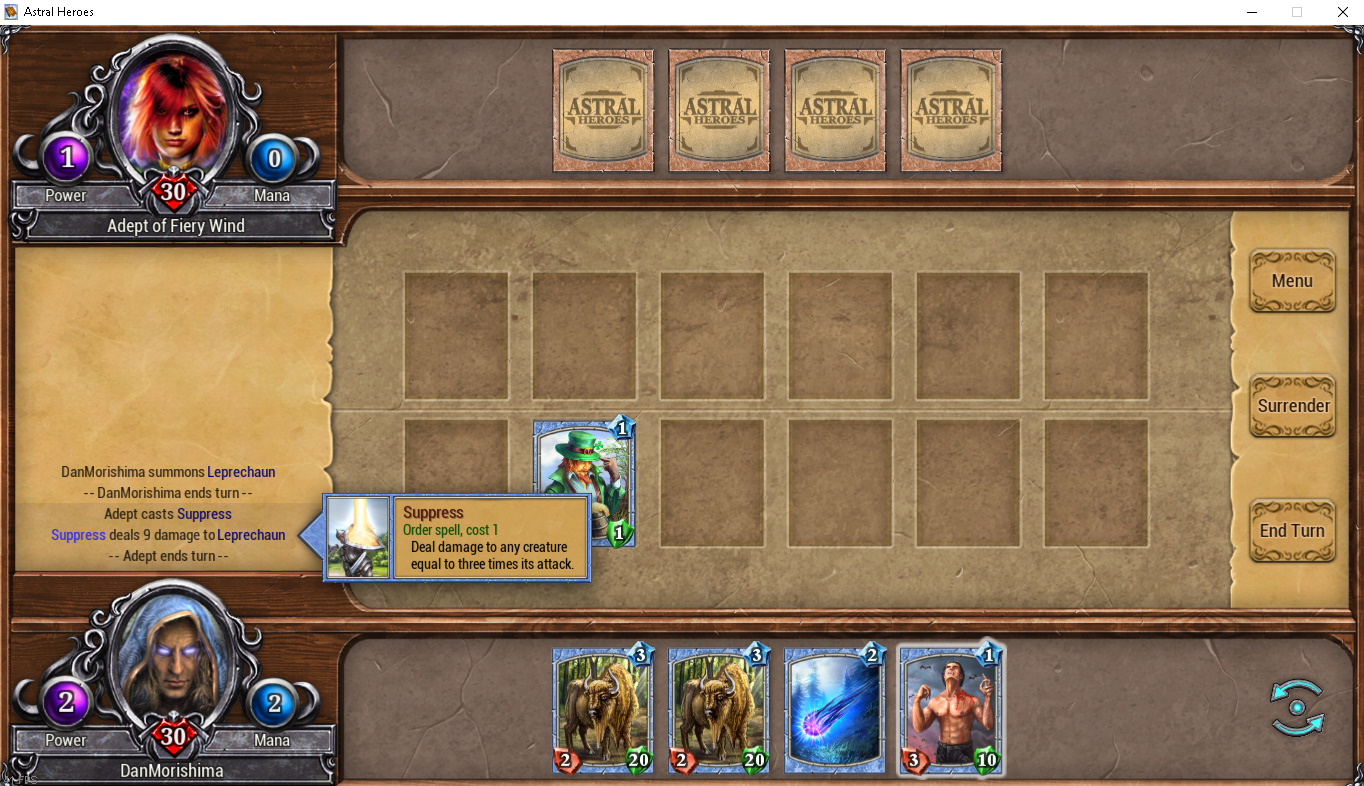 Astral Heroes
ASTRAL
HEROES
ASTRAL
HEROES
ASTRAL
HEROES
ASTRAL
HEROES
1
0
Power
30
Mana
Adept of Fiery Wind
Menu
Surrender
End Turn
1
1
DanMorishima summons Leprechaun
-- DanMorishima ends turn --
Adept casts Suppress
Suppress deals 9 damage to Leprechaun
-- Adept ends turn --
Suppress
Order spell, cost 1
Deal damage to any creature
equal to three times its attack.
2
2
Power
30
Mana
DanMorishima
3
2
20
3
2
20
2
1
3
10